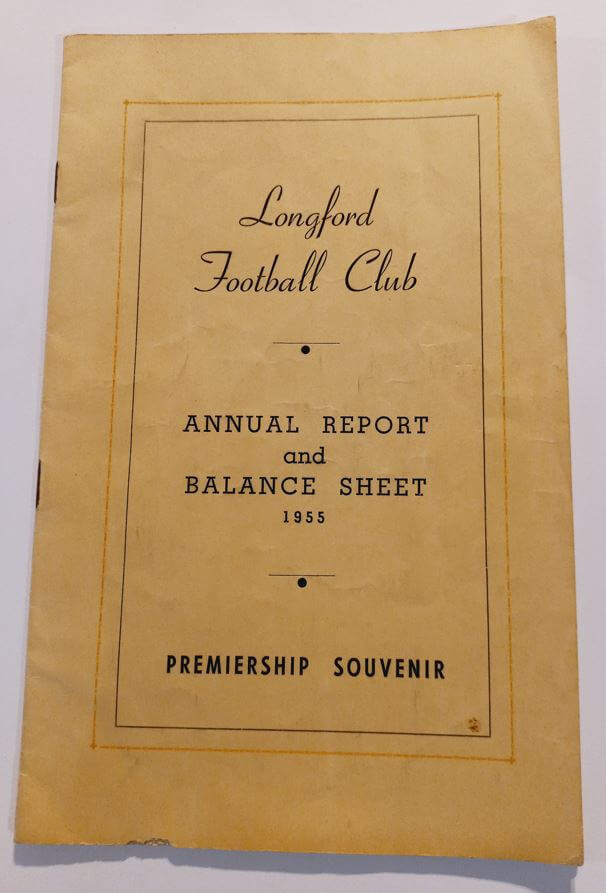 Longford
Football Club
ANNUAL REPORT
and
BALANCE SHEET
1955
PREMIERSHIP SOUVENIR